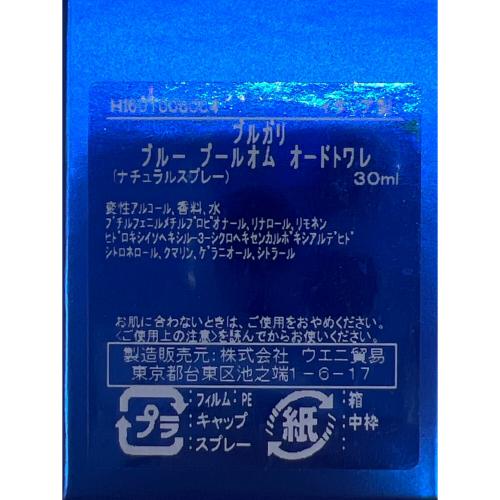 イタリア製
ブルガリ
ブルー プールオム オードトワレ
(ナチュラルスプレー) 30ml
変性アルコール、香料、水
ブチルフェニルメチルプロピオナール、リナロール、リモネン
ヒドロキシイソヘキシル-3-シクロヘキセンカルボキシアルデヒド
シトロネロール、クマリン、ゲラニオール、シトラール
お肌に合わないときは、ご使用をおやめください。
〈ご使用上の注意〉を読んでからお使いください。
製造販売元:株式会社 ウエニ貿易
東京都台東区池之端1-6-17
プラ :フィルム:PE
:キャップ
:スプレー
紙 :箱
:中枠
: